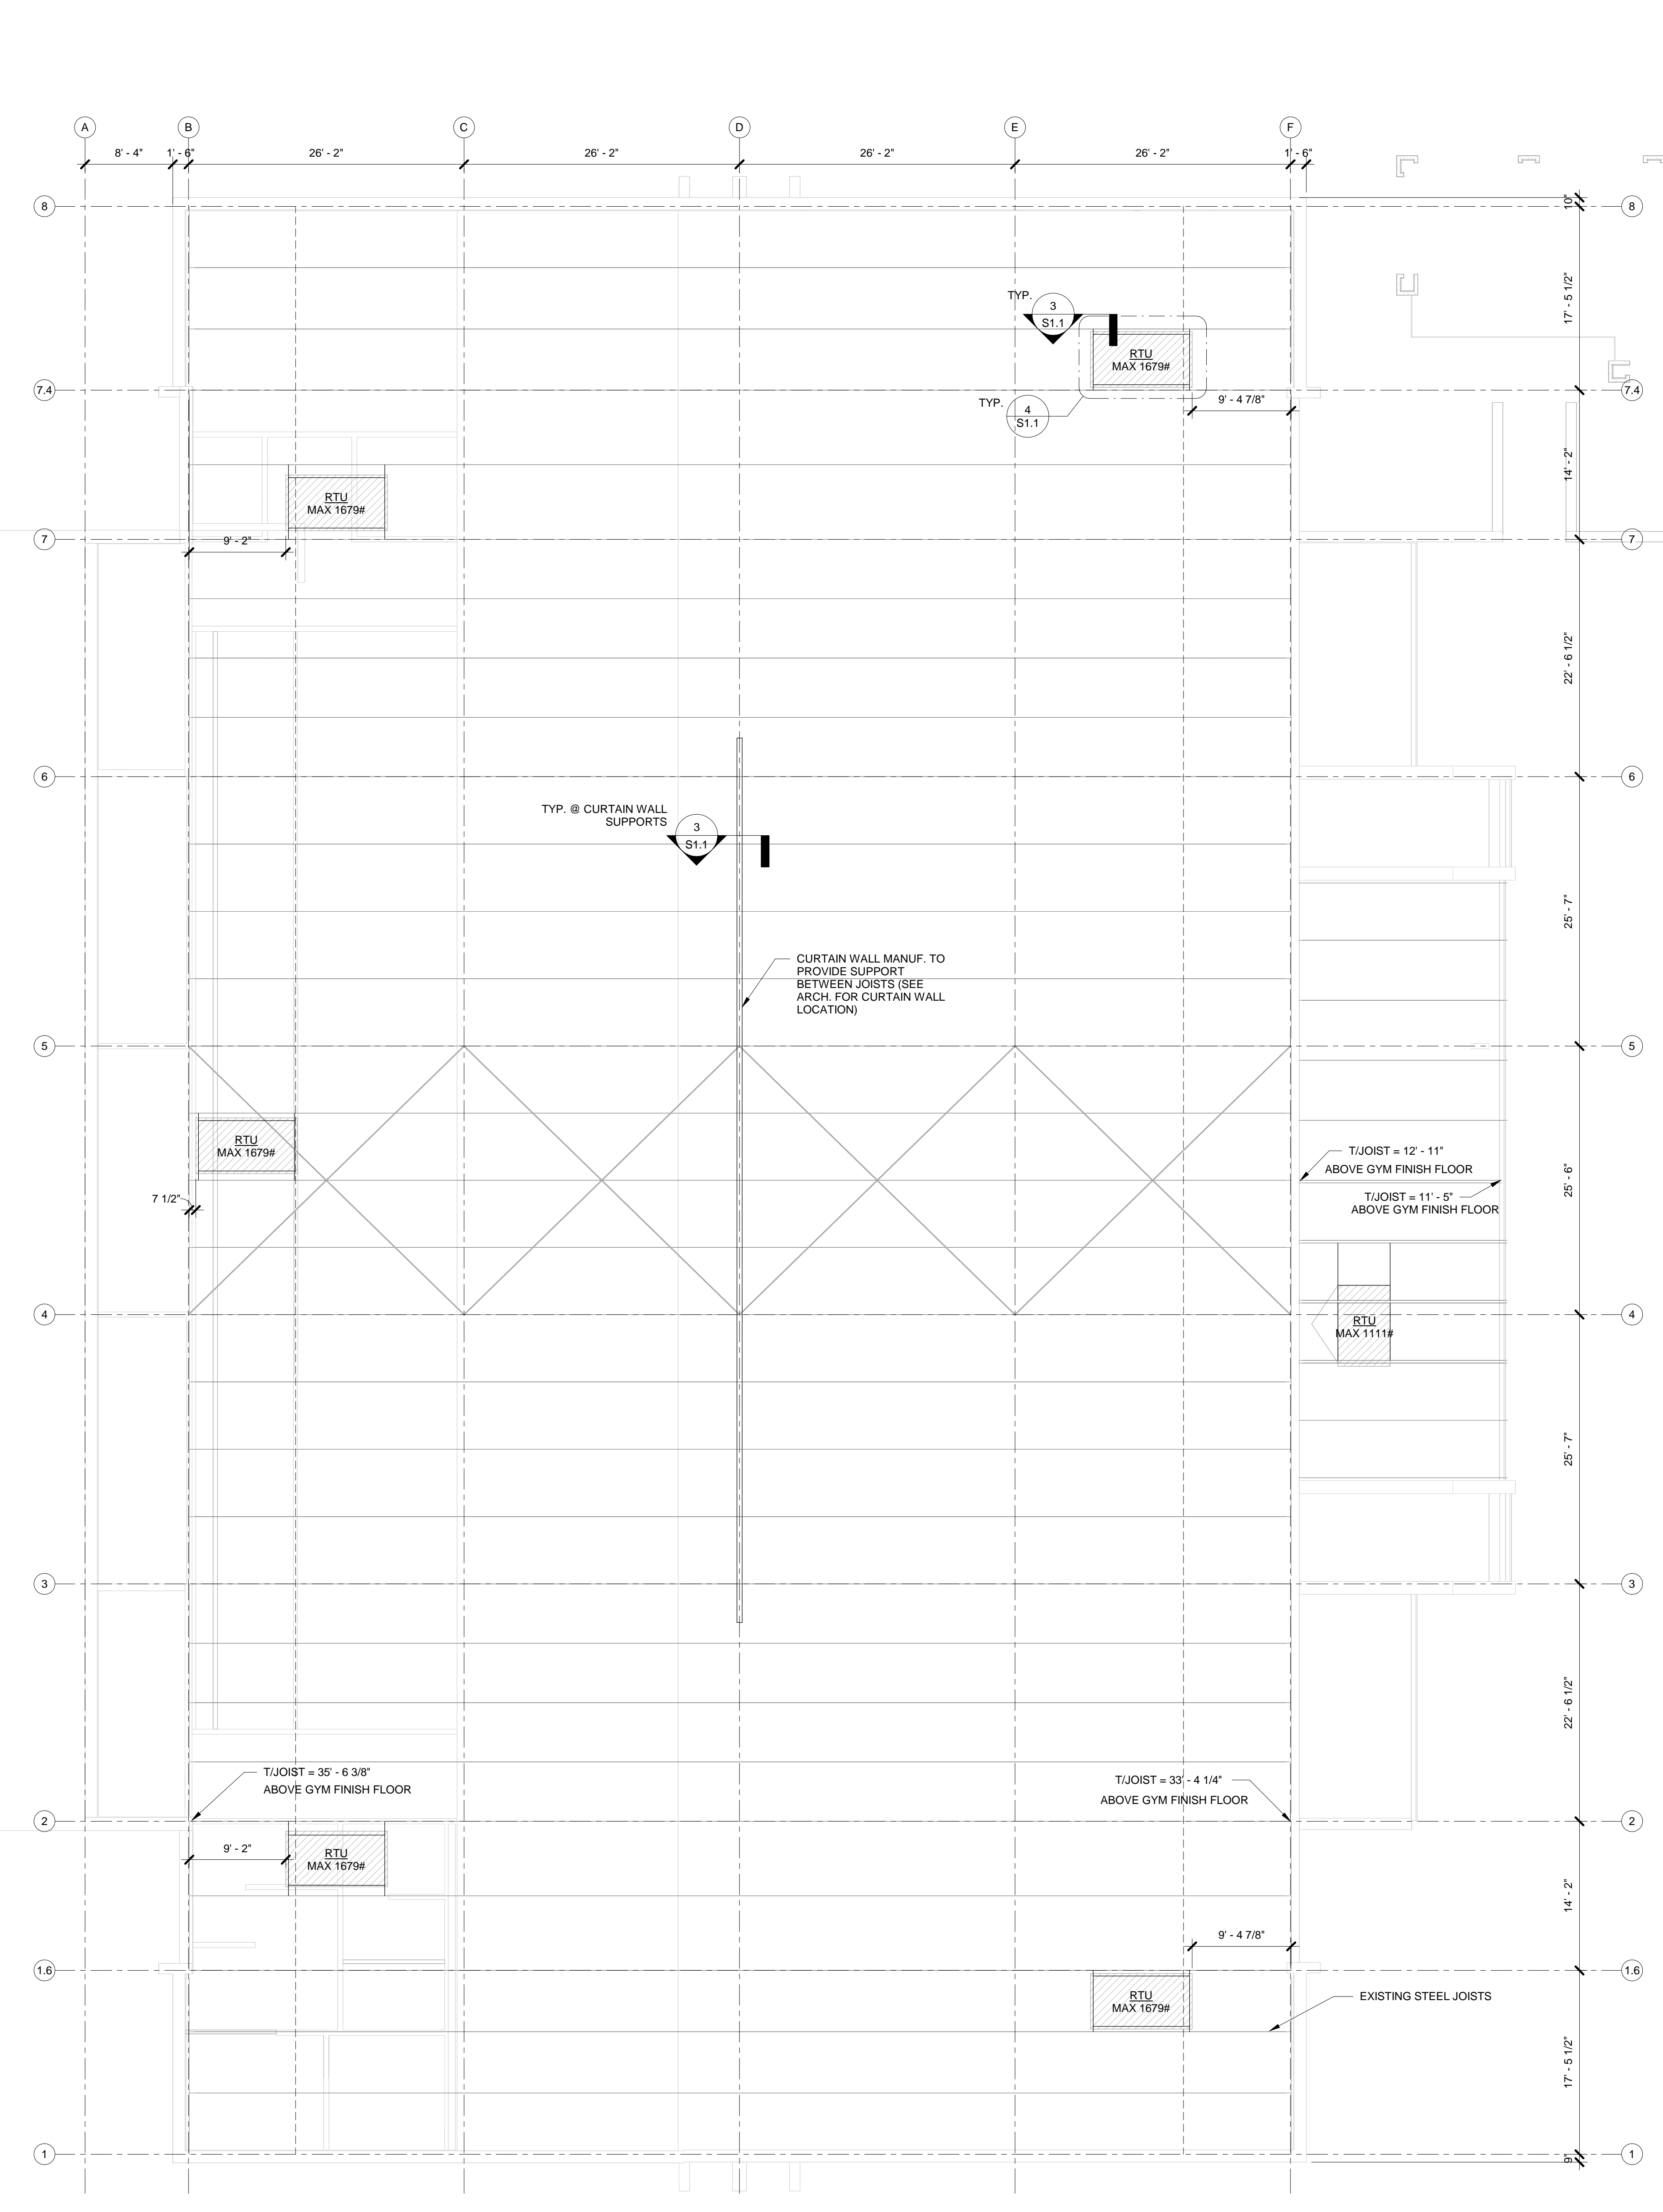 A B C D E F
8' - 4" 1' - 6" 26' - 2" 26' - 2" 26' - 2" 26' - 2" 1' - 6"
10"
8 8
17' - 5 1/2"
TYP.
3
S1.1
RTU
MAX 1679#
7.4 7.4
9' - 4 7/8"
TYP.
4
S1.1
14' - 2"
RTU
MAX 1679#
7 7
9' - 2"
22' - 6 1/2"
6 6
TYP. @ CURTAIN WALL
SUPPORTS
3
S1.1
25' - 7"
CURTAIN WALL MANUF. TO
PROVIDE SUPPORT
BETWEEN JOISTS (SEE
ARCH. FOR CURTAIN WALL
LOCATION)
5 5
RTU
MAX 1679#
7 1/2"
T/JOIST = 12' - 11"
ABOVE GYM FINISH FLOOR
T/JOIST = 11' - 5"
ABOVE GYM FINISH FLOOR
25' - 6"
4 4
RTU
MAX 1111#
25' - 7"
3 3
22' - 6 1/2"
T/JOIST = 35' - 6 3/8"
ABOVE GYM FINISH FLOOR
T/JOIST = 33' - 4 1/4"
ABOVE GYM FINISH FLOOR
2 2
9' - 2"
RTU
MAX 1679#
14' - 2"
9' - 4 7/8"
1.6 1.6
RTU
MAX 1679#
EXISTING STEEL JOISTS
17' - 5 1/2"
1 1
9"